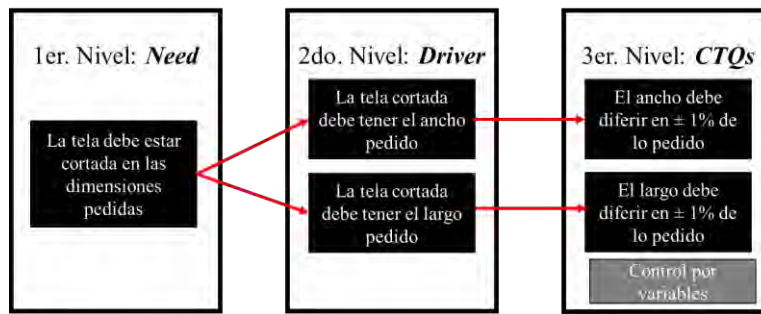 1er. Nivel: Need
La tela debe estar
cortada en las
dimensiones
pedidas
2do. Nivel: Driver
La tela cortada
debe tener el ancho
pedido
La tela cortada
debe tener el largo
pedido
3er. Nivel: CTQs
El ancho debe
diferir en ± 1% de
lo pedido
El largo debe
diferir en ± 1% de
lo pedido
Control por
variables